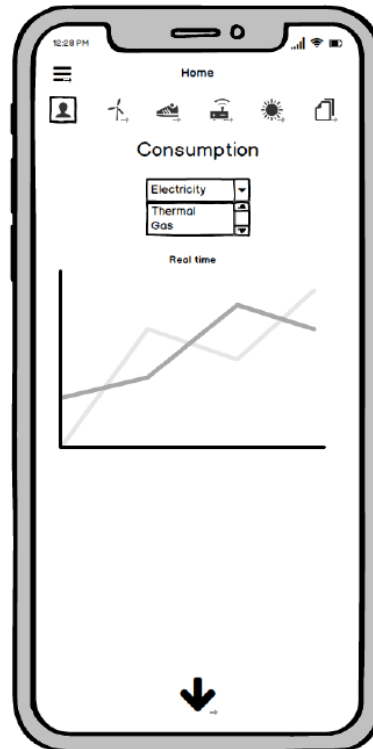 12:28 PM
Home
Consumption
Electricity
Thermal
Gas
Real time